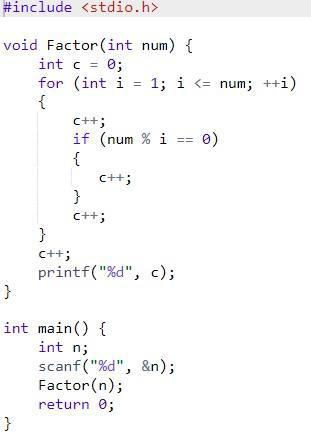 #include <stdio.h>
void Factor(int num) {
    int c = 0;
    for (int i = 1; i <= num; ++i)
    {
        c++;
        if (num % i == 0)
        {
            c++;
        }
        c++;
    }
    c++;
    printf("%d", c);
}
int main() {
    int n;
    scanf("%d", &n);
    Factor(n);
    return 0;
}